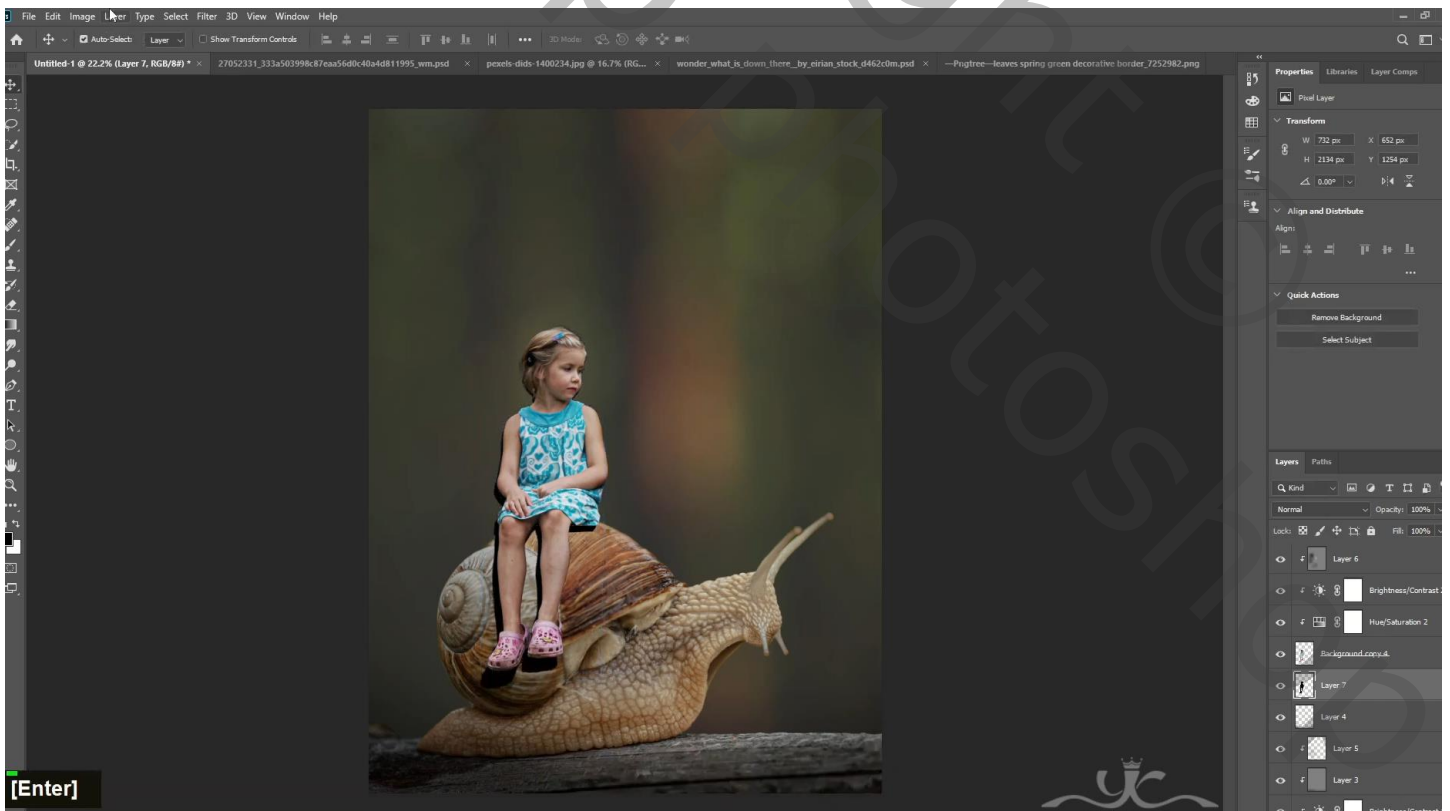 File Edit Image Layer Type Select Filter 3D View Window Help
Auto-Select: Layer Show Transform Controls 3D Mode:
Untitled-1 @ 22.2% (Layer 7, RGB/8#) * × 27052331_333a503998c87eaa56d0c40a4d811995_wm.psd × pexels-dids-1400234.jpg @ 16.7% (RG... × wonder_what_is_down_there__by_eirian_stock_d462c0m.psd × —Pngtree—leaves spring green decorative border_7252982.png
Properties Libraries Layer Comps
Pixel Layer
Transform
W 732 px X 652 px
H 2134 px Y 1254 px
0.00°
Align and Distribute
Align:
Quick Actions
Remove Background
Select Subject
Layers Paths
Kind
Normal Opacity: 100%
Lock: Fill: 100%
Layer 6
Brightness/Contrast 2
Hue/Saturation 2
Background copy 4
Layer 7
Layer 4
Layer 5
Layer 3
[Enter]
photoshop